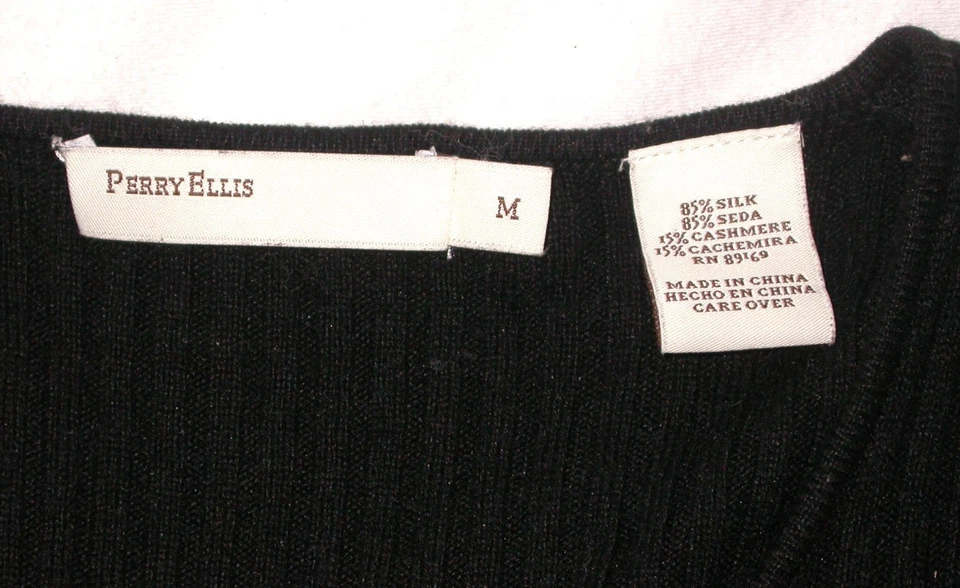 PERRY ELLIS
M
85% SILK
85% SEDA
15% CASHMERE
15% CACHEMIRA
RN 89169
MADE IN CHINA
HECHO EN CHINA
CARE OVER